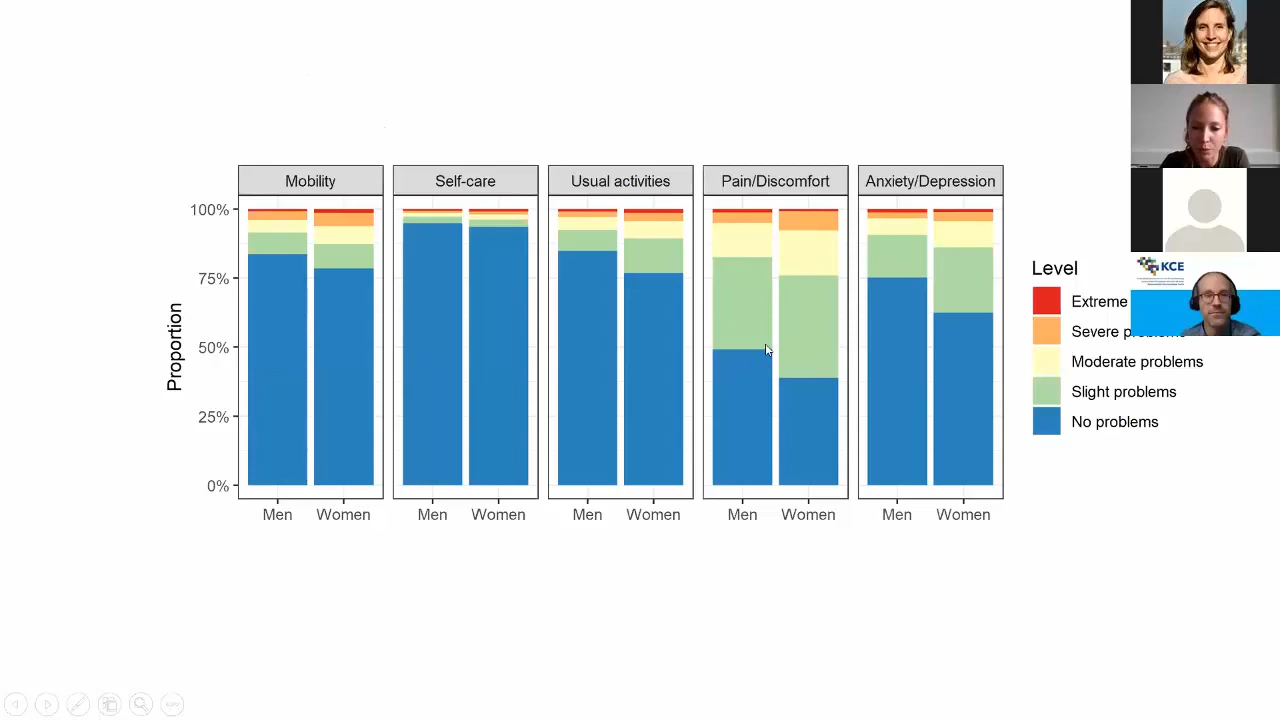 Mobility
Self-care
Usual activities
Pain/Discomfort
Anxiety/Depression
Proportion
100%
75%
50%
25%
0%
Men
Women
Men
Women
Men
Women
Men
Women
Men
Women
Level
Extreme
Severe problems
Moderate problems
Slight problems
No problems
KCE